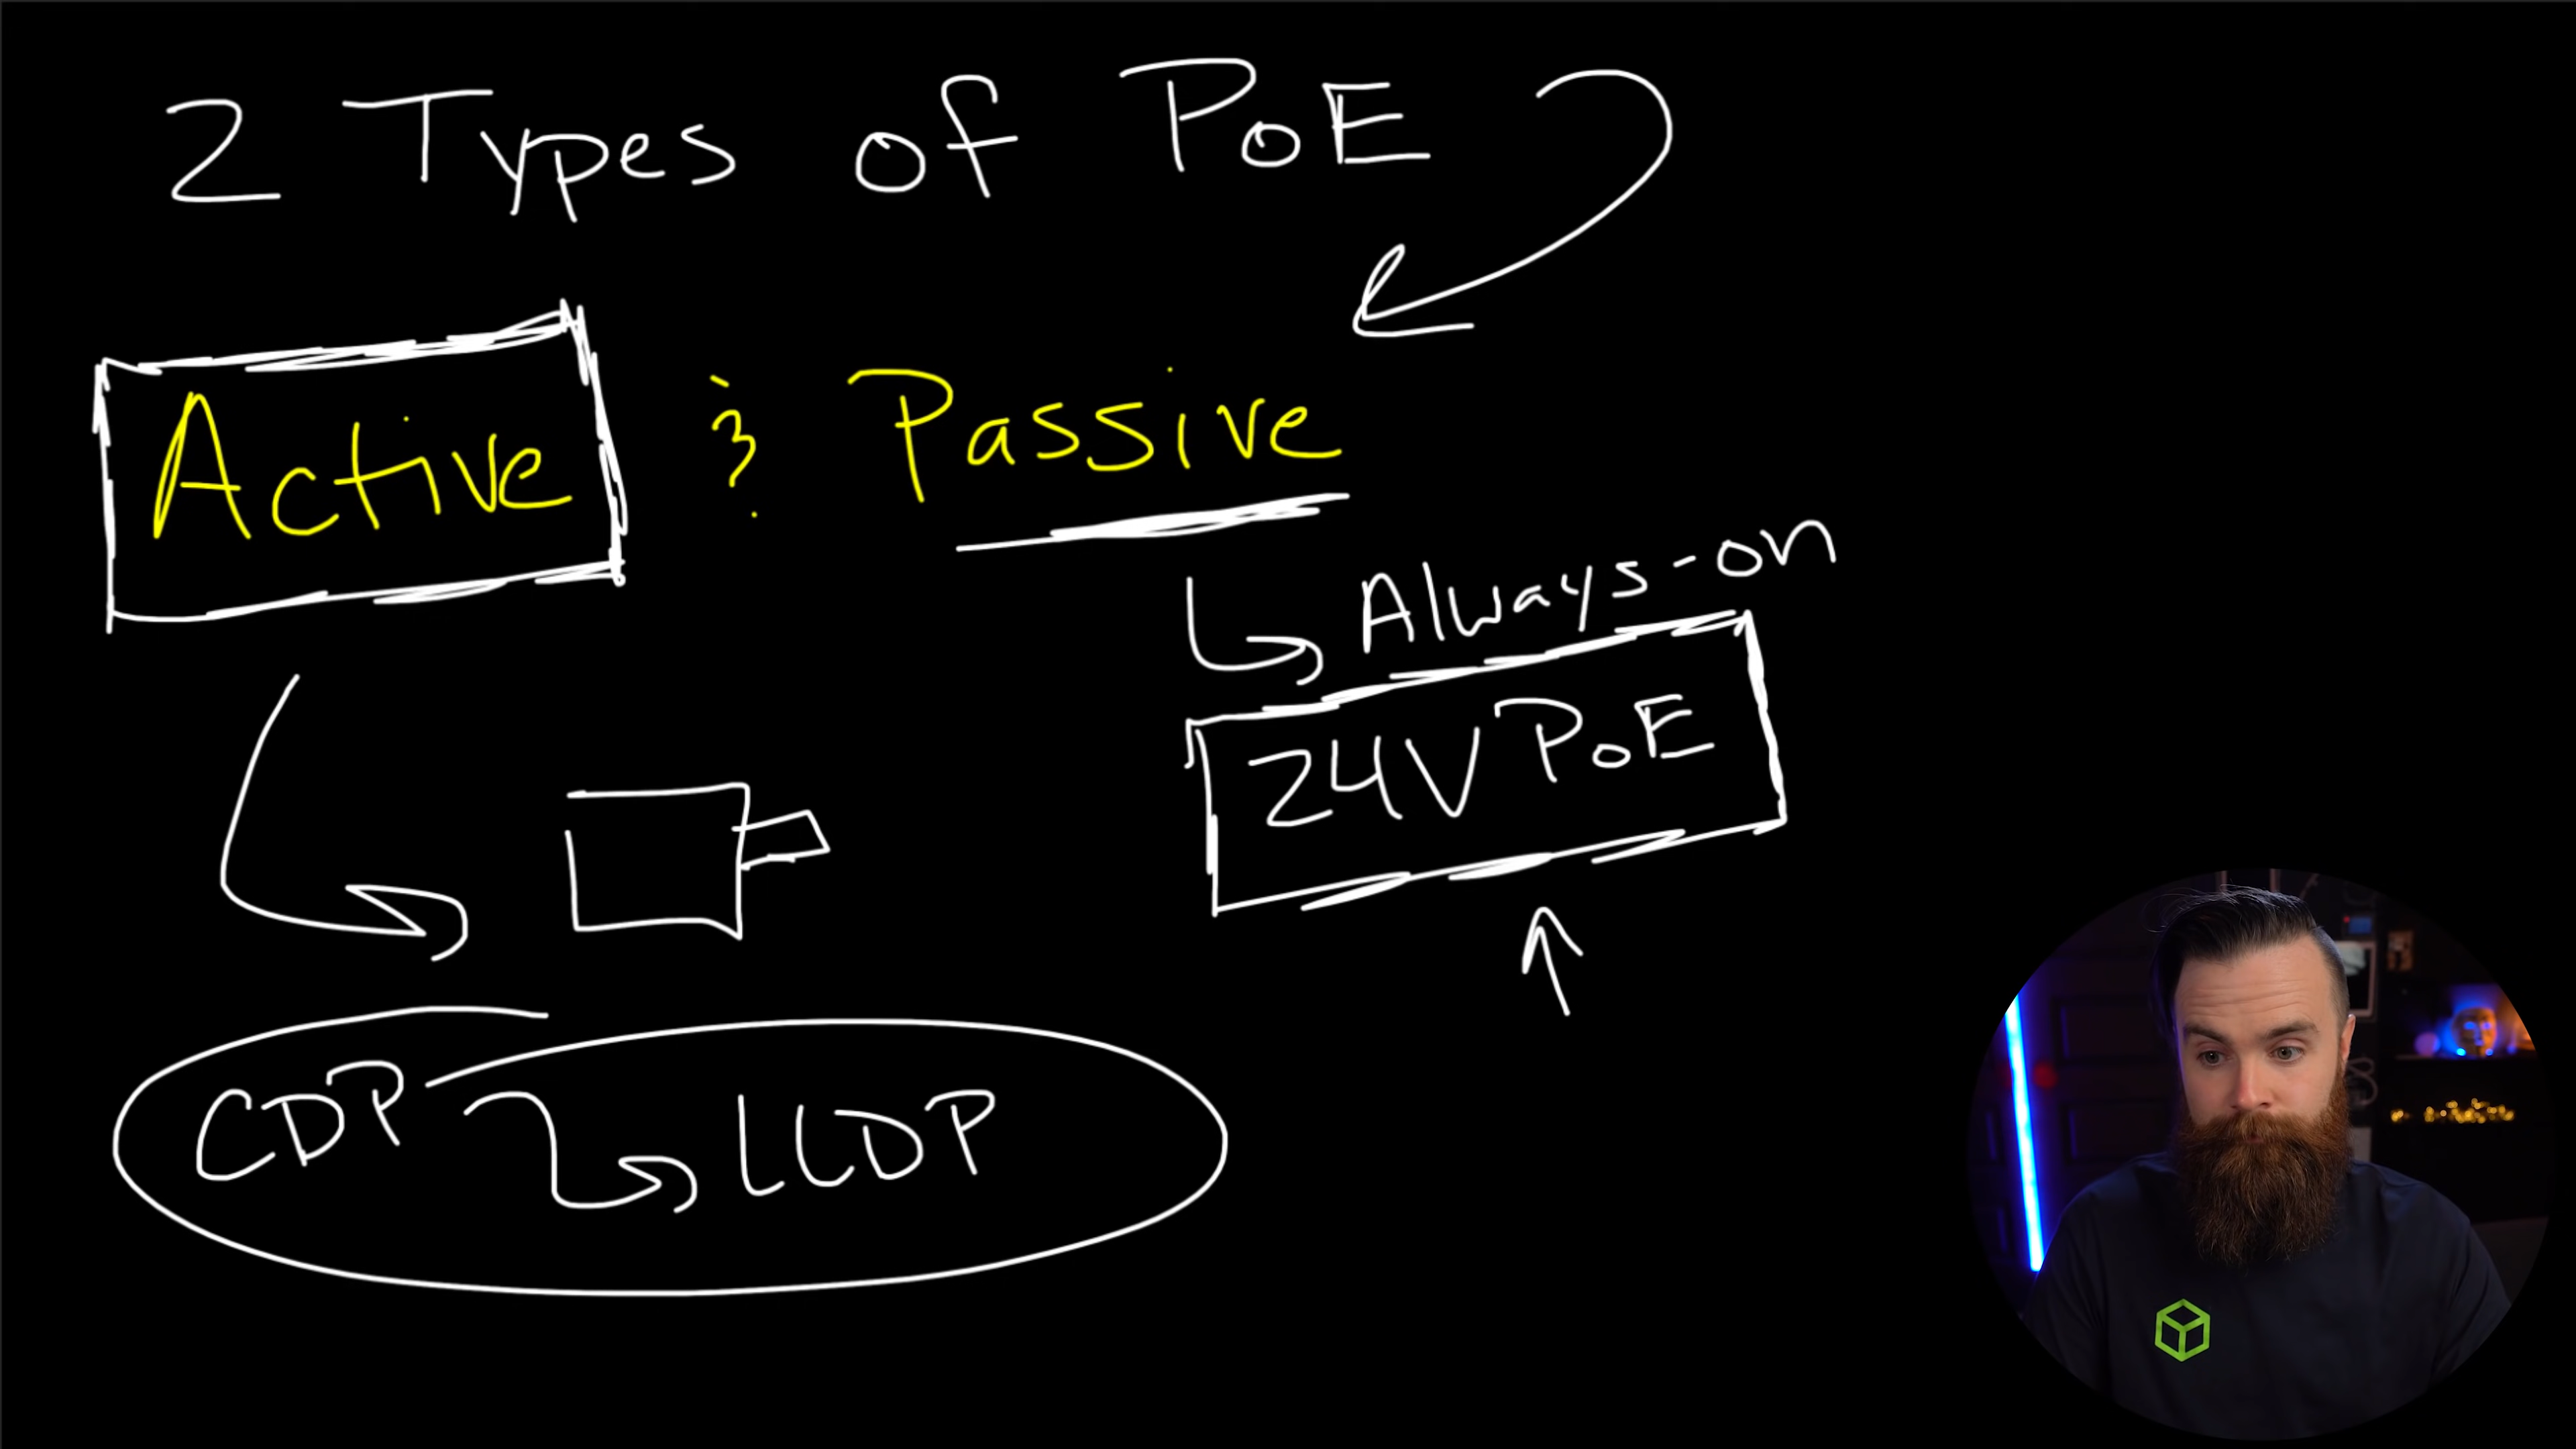 2 Types of PoE
Active & Passive
Always-on
24V PoE
CDP LLDP